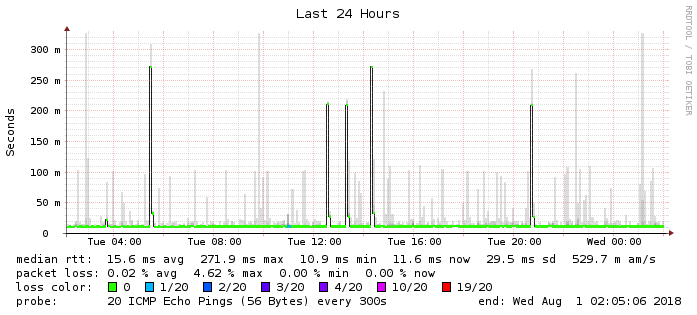 Last 24 Hours
RRDTOOL / TOBI OETIKER
Seconds
300 m
250 m
200 m
150 m
100 m
50 m
0
Tue 04:00 Tue 08:00 Tue 12:00 Tue 16:00 Tue 20:00 Wed 00:00
median rtt: 15.6 ms avg 271.9 ms max 10.9 ms min 11.6 ms now 29.5 ms sd 529.7 m am/s
packet loss: 0.02 % avg 4.62 % max 0.00 % min 0.00 % now
loss color: 0 1/20 2/20 3/20 4/20 10/20 19/20
probe: 20 ICMP Echo Pings (56 Bytes) every 300s end: Wed Aug 1 02:05:06 2018